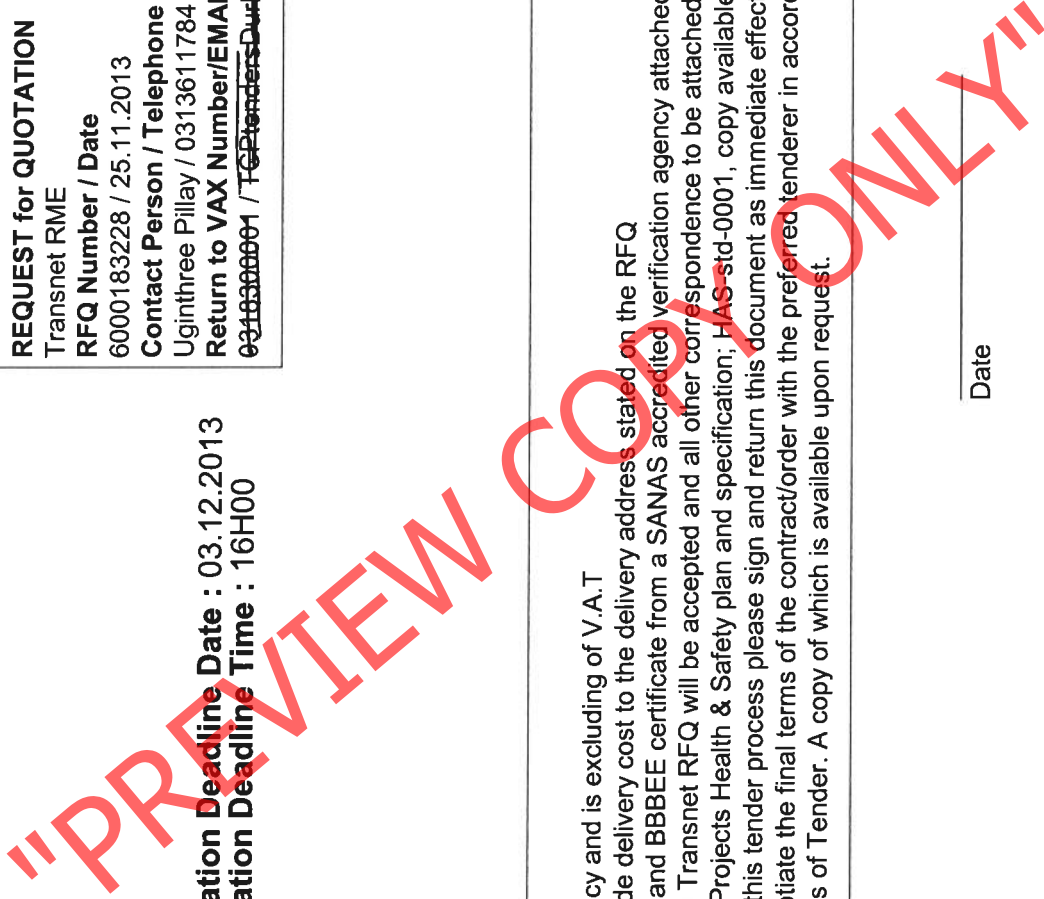 REQUEST for QUOTATION
Transnet RME
RFQ Number / Date
6000183228 / 25.11.2013
Contact Person / Telephone
Uginthree Pillay / 0313611784
Return to VAX Number/EMAI
/ TCPtendersDurb
ation Deadline Date : 03.12.2013
ation Deadline Time : 16H00
cy and is excluding of V.A.T
de delivery cost to the delivery address stated on the RFQ
and BBBEE certificate from a SANAS accredited verification agency attached
Transnet RFQ will be accepted and all other correspondence to be attached
Projects Health & Safety plan and specification; HAS-std-0001, copy available
this tender process please sign and return this document as immediate effect
otiate the final terms of the contract/order with the preferred tenderer in accord
s of Tender. A copy of which is available upon request.
Date
"PREVIEW COPY ONLY"